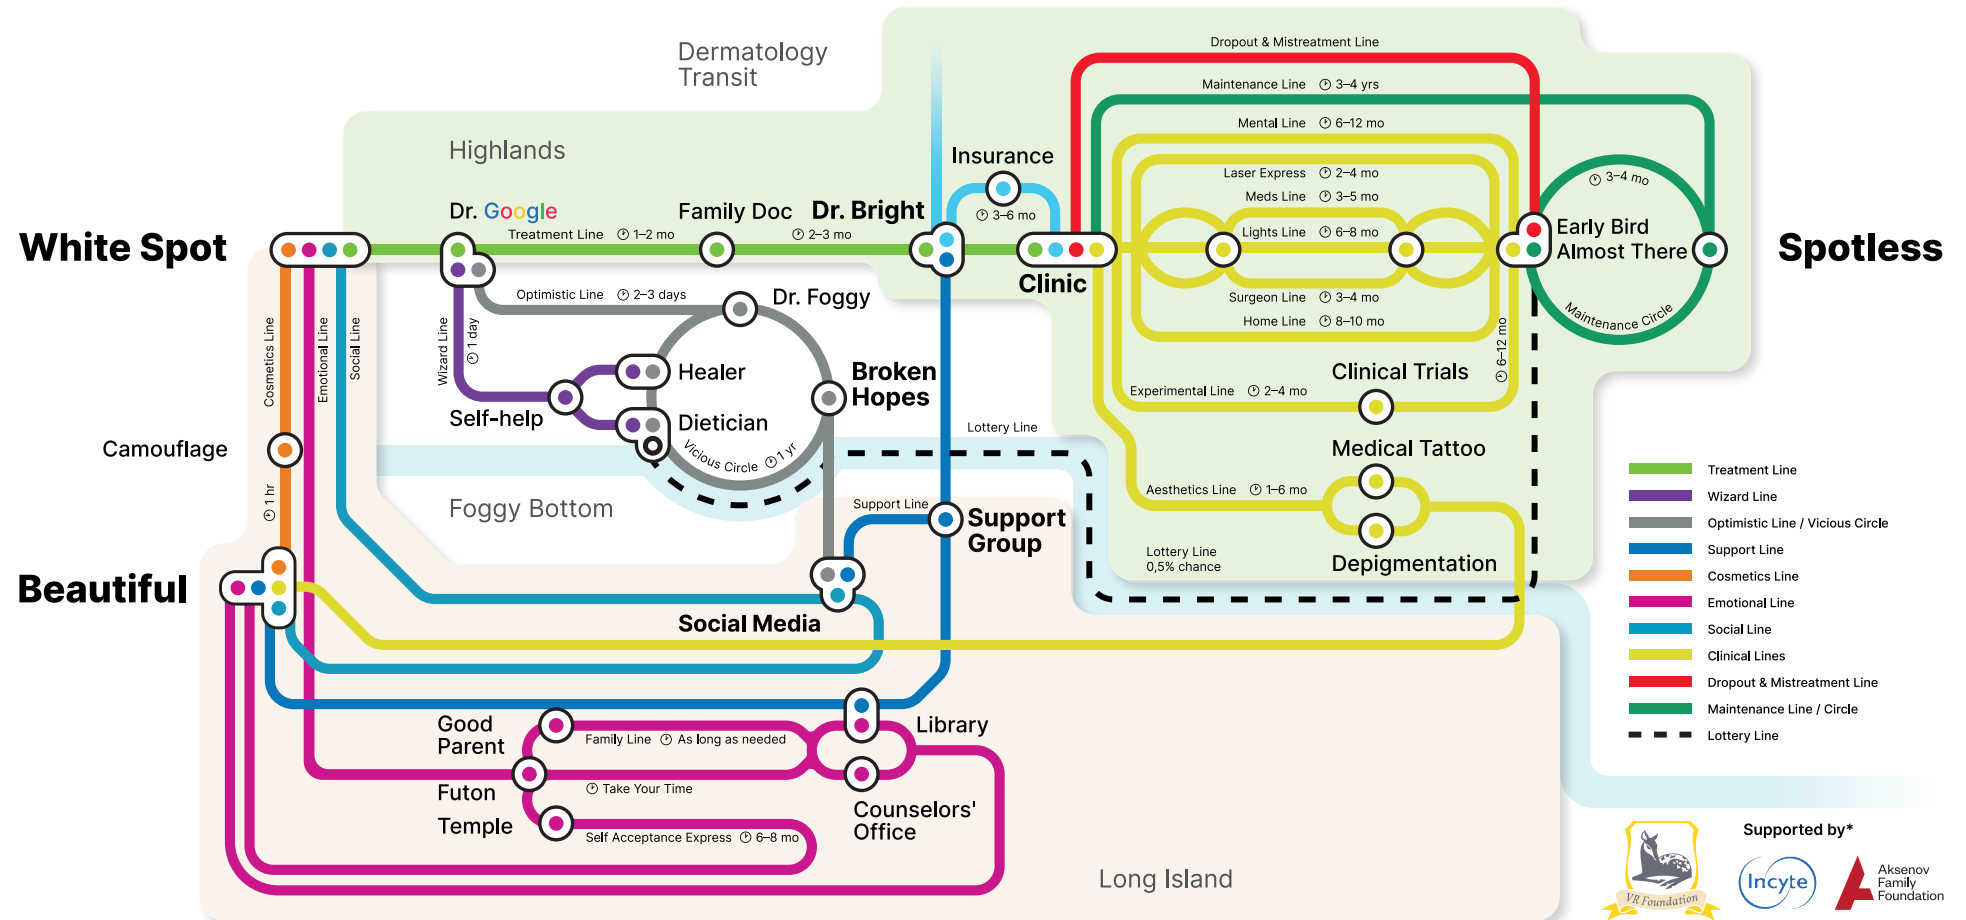 Dermatology
Transit
Dropout & Mistreatment Line
Maintenance Line 3–4 yrs
Mental Line 6–12 mo
Highlands
Insurance
3–6 mo
Laser Express 2–4 mo
Meds Line 3–5 mo
Lights Line 6–8 mo
Surgeon Line 3–4 mo
Home Line 8–10 mo
3–4 mo
Maintenance Circle
Dr. Google
Family Doc
Dr. Bright
Treatment Line 1–2 mo
2–3 mo
White Spot
Early Bird
Almost There
Spotless
Clinic
Optimistic Line 2–3 days
Dr. Foggy
Wizard Line
1 day
Cosmetics Line
Emotional Line
Social Line
6–12 mo
Healer
Broken
Hopes
Clinical Trials
Experimental Line 2–4 mo
Self-help
Dietician
Vicious Circle 1 yr
Lottery Line
Camouflage
1 hr
Medical Tattoo
Foggy Bottom
Support Line
Support
Group
Aesthetics Line 1–6 mo
Lottery Line
0,5% chance
Depigmentation
Beautiful
Social Media
Treatment Line
Wizard Line
Optimistic Line / Vicious Circle
Support Line
Cosmetics Line
Emotional Line
Social Line
Clinical Lines
Dropout & Mistreatment Line
Maintenance Line / Circle
Lottery Line
Good
Parent
Family Line As long as needed
Library
Futon
Take Your Time
Temple
Self Acceptance Express 6–8 mo
Counselors'
Office
Long Island
Supported by*
VR Foundation
Incyte
Aksenov
Family
Foundation